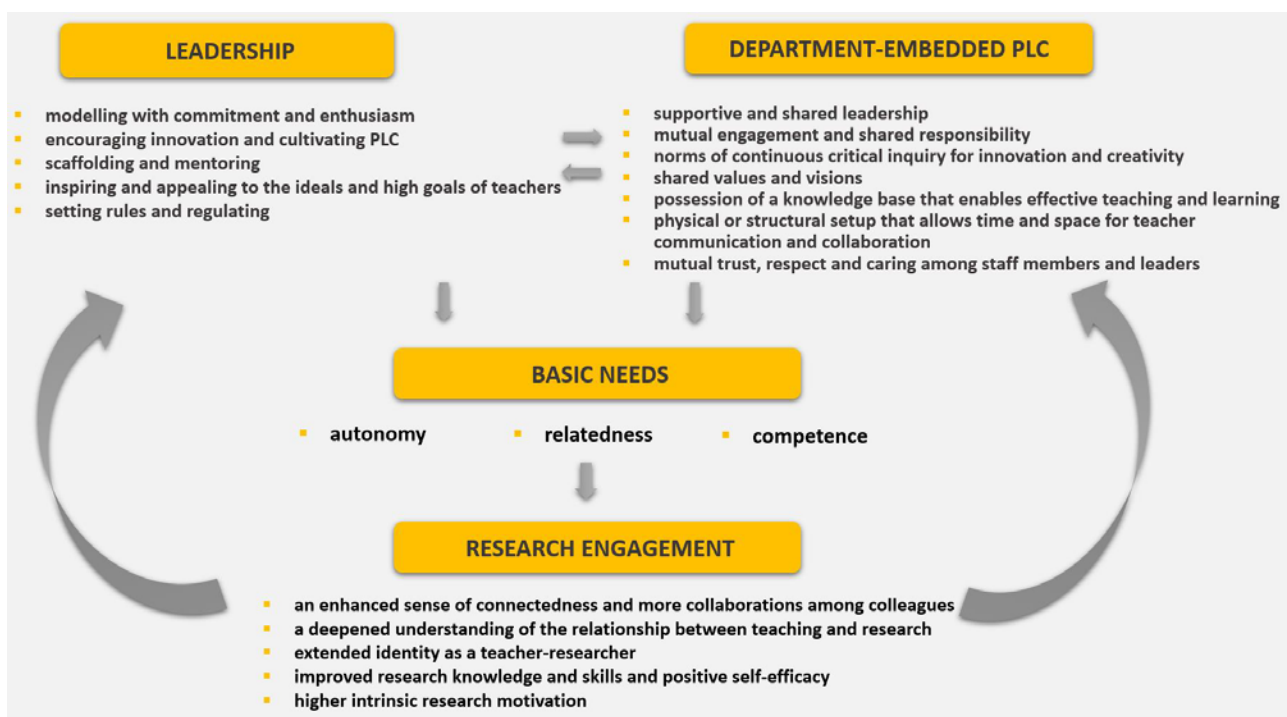 LEADERSHIP
modelling with commitment and enthusiasm
encouraging innovation and cultivating PLC
scaffolding and mentoring
inspiring and appealing to the ideals and high goals of teachers
setting rules and regulating
DEPARTMENT-EMBEDDED PLC
supportive and shared leadership
mutual engagement and shared responsibility
norms of continuous critical inquiry for innovation and creativity
shared values and visions
possession of a knowledge base that enables effective teaching and learning
physical or structural setup that allows time and space for teacher
communication and collaboration
mutual trust, respect and caring among staff members and leaders
BASIC NEEDS
autonomy relatedness competence
RESEARCH ENGAGEMENT
an enhanced sense of connectedness and more collaborations among colleagues
a deepened understanding of the relationship between teaching and research
extended identity as a teacher-researcher
improved research knowledge and skills and positive self-efficacy
higher intrinsic research motivation